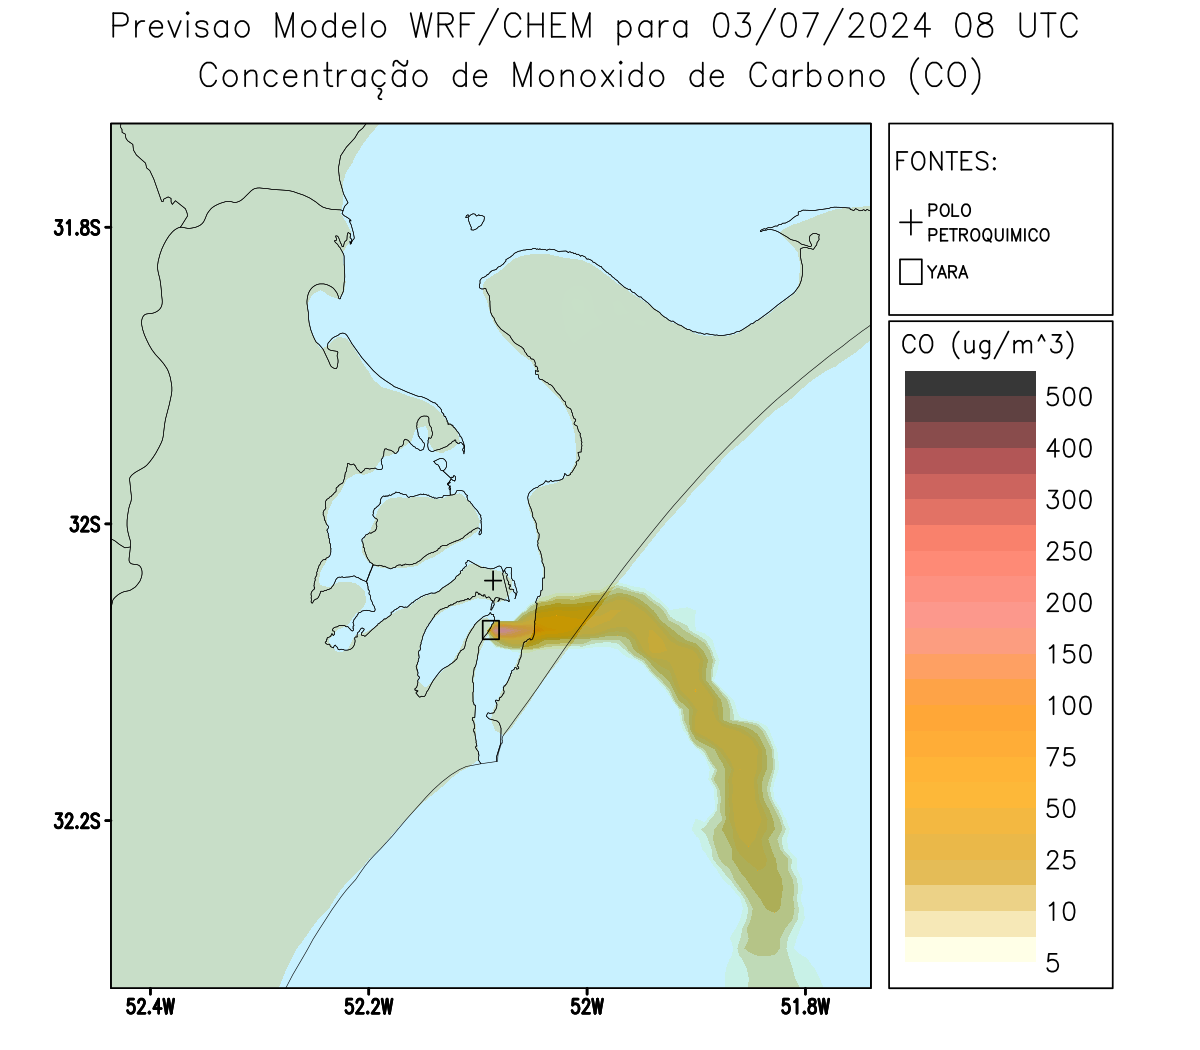 Previsao Modelo WRF/CHEM para 03/07/2024 08 UTC
Concentração de Monoxido de Carbono (CO)
FONTES:
POLO
PETROQUIMICO
YARA
CO (ug/m^3)
500
400
300
250
200
150
100
75
50
25
10
5
31.8S
32S
32.2S
52.4W
52.2W
52W
51.8W